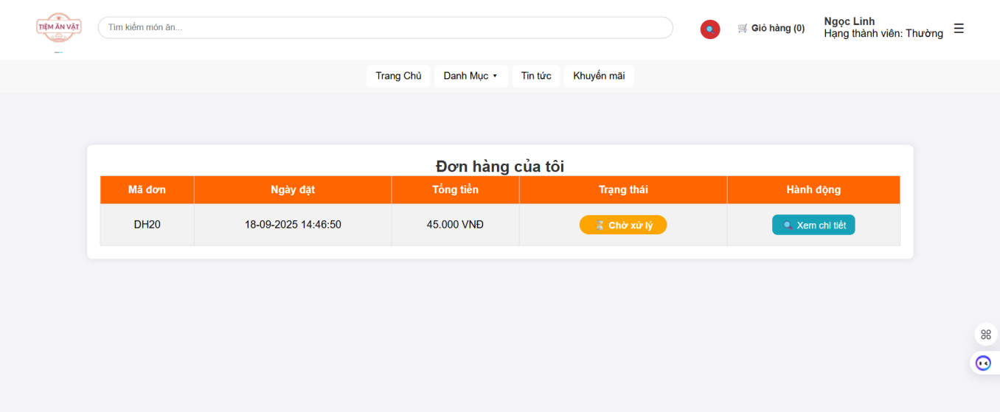 TIỆM ĂN VẶT
Tìm kiếm món ăn...
Giỏ hàng (0)
Ngọc Linh
Hạng thành viên: Thường
Trang Chủ
Danh Mục
Tin tức
Khuyến mãi
Đơn hàng của tôi
Mã đơn
Ngày đặt
Tổng tiền
Trạng thái
Hành động
DH20
18-09-2025 14:46:50
45.000 VNĐ
Chờ xử lý
Xem chi tiết